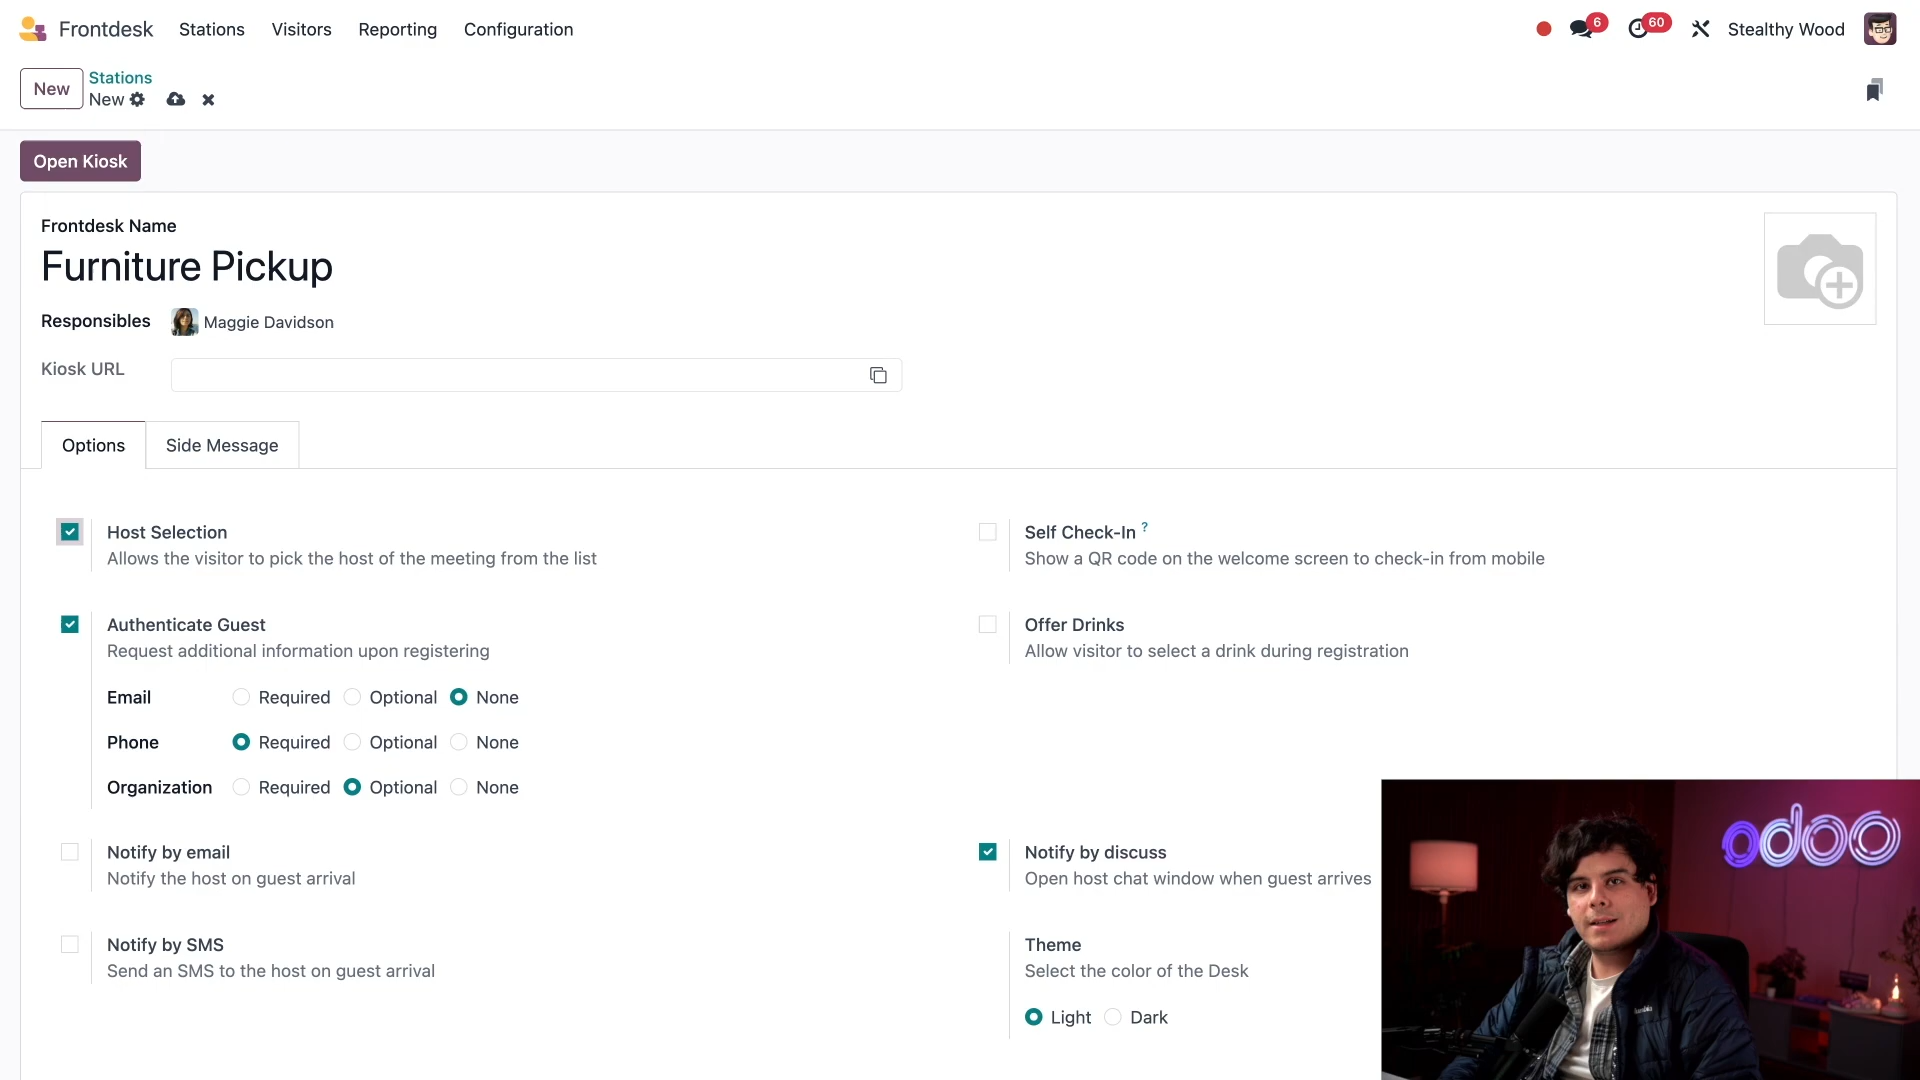 Frontdesk Stations Visitors Reporting Configuration 6 60 Stealthy Wood
New Stations
New
Open Kiosk
Frontdesk Name
Furniture Pickup
Responsibles Maggie Davidson
Kiosk URL
Options Side Message
Host Selection
Allows the visitor to pick the host of the meeting from the list
Self Check-In ?
Show a QR code on the welcome screen to check-in from mobile
Authenticate Guest
Request additional information upon registering
Offer Drinks
Allow visitor to select a drink during registration
Email Required Optional None
Phone Required Optional None
Organization Required Optional None
Notify by email
Notify the host on guest arrival
Notify by discuss
Open host chat window when guest arrives
Notify by SMS
Send an SMS to the host on guest arrival
Theme
Select the color of the Desk
Light Dark
odoo